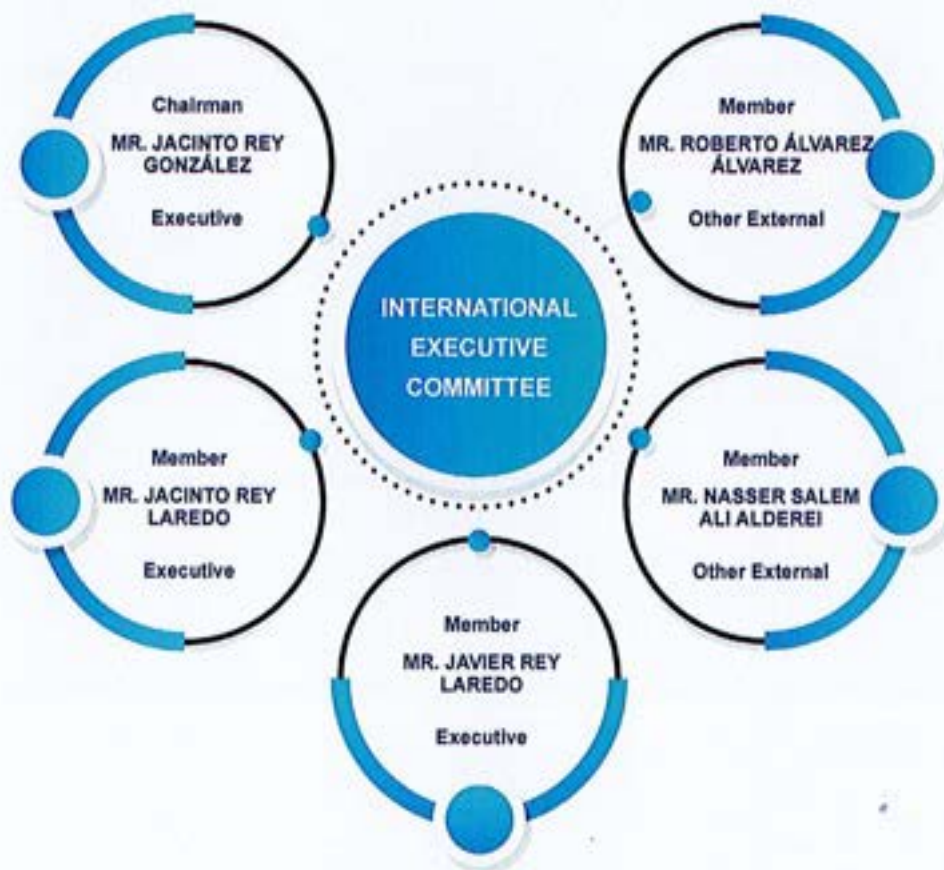 Chairman
MR. JACINTO REY
GONZÁLEZ
Executive
Member
MR. ROBERTO ÁLVAREZ
ÁLVAREZ
Other External
INTERNATIONAL
EXECUTIVE
COMMITTEE
Member
MR. JACINTO REY
LAREDO
Executive
Member
MR. NASSER SALEM
ALI ALDEREI
Other External
Member
MR. JAVIER REY
LAREDO
Executive